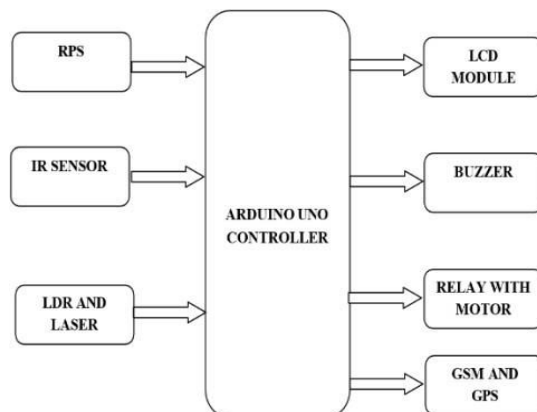 RPS
IR SENSOR
LDR AND
LASER
ARDUINO UNO
CONTROLLER
LCD
MODULE
BUZZER
RELAY WITH
MOTOR
GSM AND
GPS